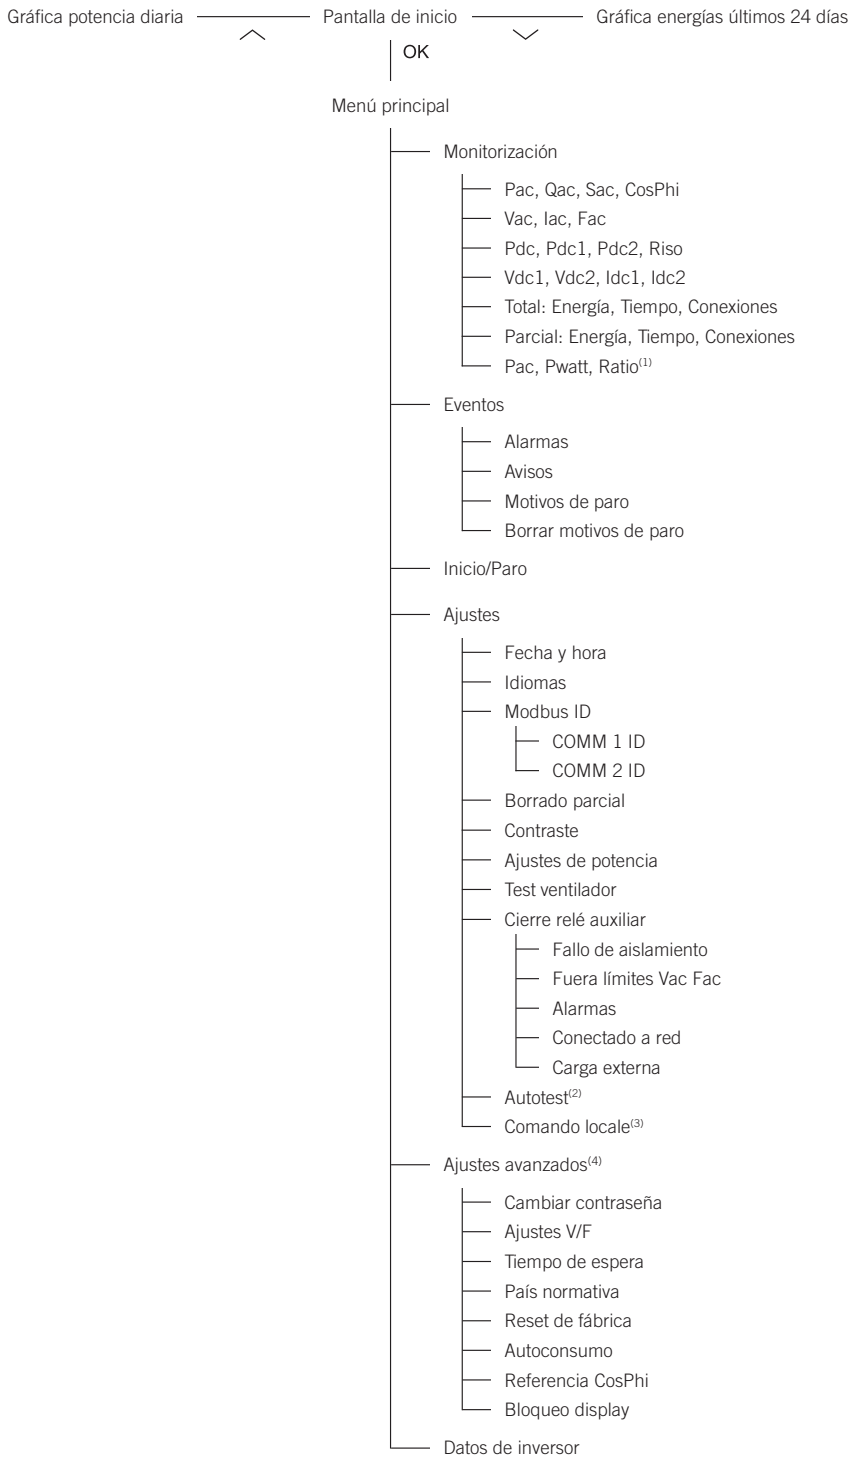 Gráfica potencia diaria Pantalla de inicio Gráfica energías últimos 24 días
OK
Menú principal
Monitorización
Pac, Qac, Sac, CosPhi
Vac, Iac, Fac
Pdc, Pdc1, Pdc2, Riso
Vdc1, Vdc2, Idc1, Idc2
Total: Energía, Tiempo, Conexiones
Parcial: Energía, Tiempo, Conexiones
Pac, Pwatt, Ratio(1)
Eventos
Alarmas
Avisos
Motivos de paro
Borrar motivos de paro
Inicio/Paro
Ajustes
Fecha y hora
Idiomas
Modbus ID
COMM 1 ID
COMM 2 ID
Borrado parcial
Contraste
Ajustes de potencia
Test ventilador
Cierre relé auxiliar
Fallo de aislamiento
Fuera límites Vac Fac
Alarmas
Conectado a red
Carga externa
Autotest(2)
Comando locale(3)
Ajustes avanzados(4)
Cambiar contraseña
Ajustes V/F
Tiempo de espera
País normativa
Reset de fábrica
Autoconsumo
Referencia CosPhi
Bloqueo display
Datos de inversor